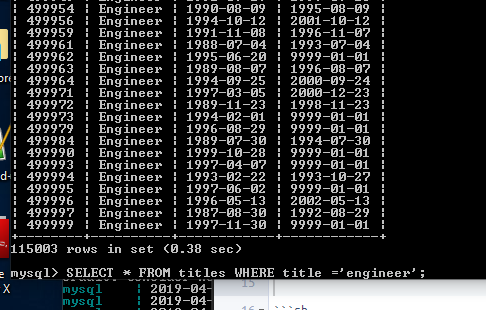 | 499954 | Engineer | 1990-08-09 | 1995-08-09 |
| 499956 | Engineer | 1994-10-12 | 2001-10-12 |
| 499959 | Engineer | 1991-11-08 | 1996-11-07 |
| 499961 | Engineer | 1988-07-04 | 1993-07-04 |
| 499962 | Engineer | 1995-06-20 | 9999-01-01 |
| 499963 | Engineer | 1989-08-07 | 1996-08-07 |
| 499964 | Engineer | 1994-09-25 | 2000-09-24 |
| 499971 | Engineer | 1997-03-05 | 2000-12-23 |
| 499972 | Engineer | 1989-11-23 | 1998-11-23 |
| 499973 | Engineer | 1994-02-01 | 9999-01-01 |
| 499979 | Engineer | 1996-08-29 | 9999-01-01 |
| 499984 | Engineer | 1989-07-30 | 1994-07-30 |
| 499990 | Engineer | 1999-10-28 | 9999-01-01 |
| 499993 | Engineer | 1997-04-07 | 9999-01-01 |
| 499994 | Engineer | 1993-02-22 | 1993-10-27 |
| 499995 | Engineer | 1997-06-02 | 9999-01-01 |
| 499996 | Engineer | 1996-05-13 | 2002-05-13 |
| 499997 | Engineer | 1987-08-30 | 1992-08-29 |
| 499999 | Engineer | 1997-11-30 | 9999-01-01 |
+--------+----------+------------+------------+
115003 rows in set (0.38 sec)
mysql> SELECT * FROM titles WHERE title ='engineer';
mysql | 2019-04-
mysql | 2019-04-
X
15
16
```sh